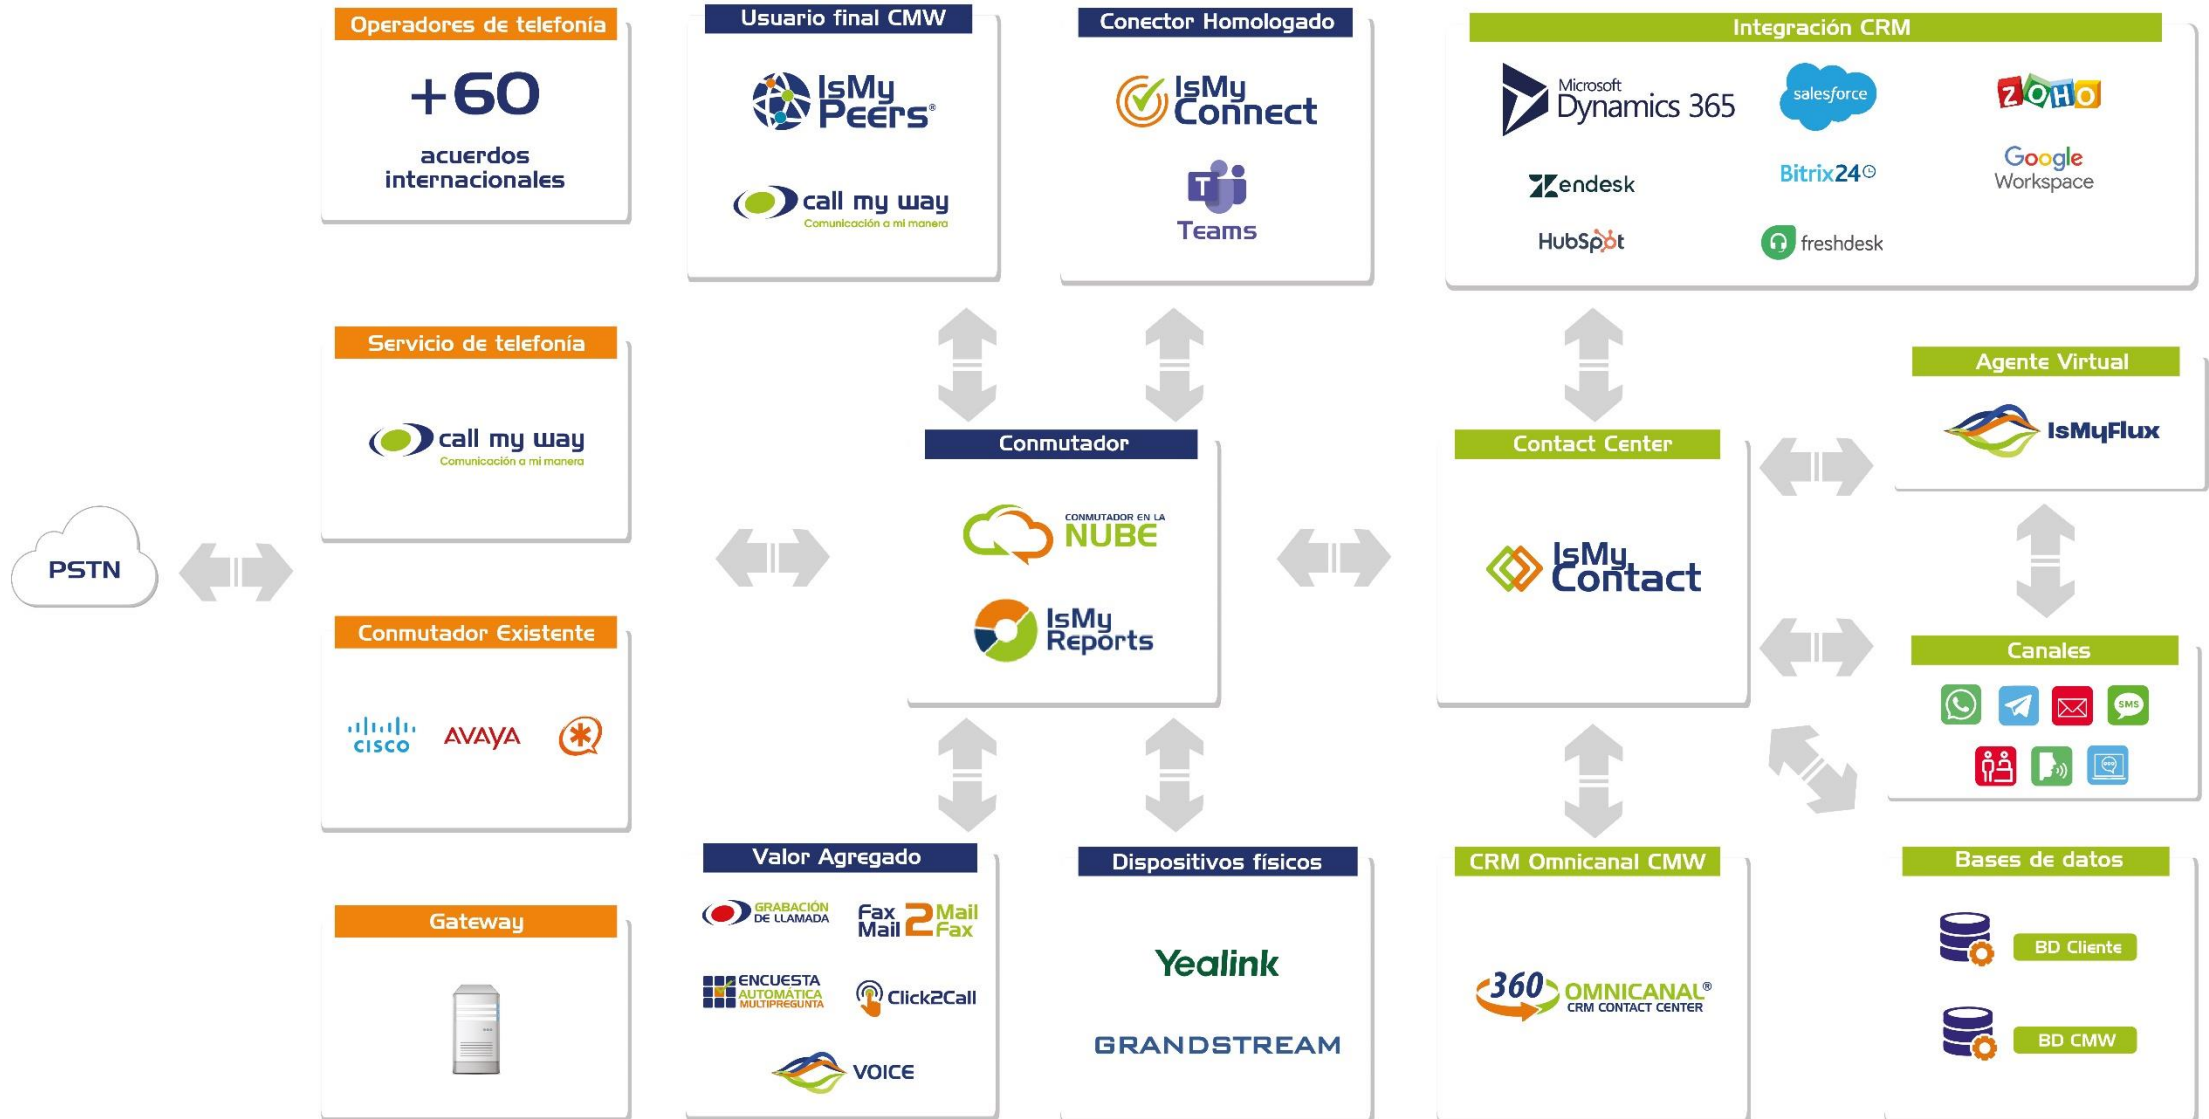 Operadores de telefonía
+60
acuerdos
internacionales
Usuario final CMW
IsMy
Peers®
call my way
Comunicación a mi manera
Conector Homologado
IsMy
Connect
T
Teams
Integración CRM
Microsoft
Dynamics 365
salesforce
ZOHO
zendesk
Bitrix24
Google
Workspace
HubSpot
freshdesk
Servicio de telefonía
call my way
Comunicación a mi manera
Agente Virtual
IsMyFlux
Conmutador
CONMUTADOR EN LA
NUBE
IsMy
Reports
Contact Center
IsMy
Contact
PSTN
Conmutador Existente
CISCO
AVAYA
Canales
SMS
Valor Agregado
GRABACIÓN
DE LLAMADA
Fax 2 Mail
Mail Fax
ENCUESTA
AUTOMÁTICA
MULTIPREGUNTA
Click2Call
VOICE
Dispositivos físicos
Yealink
GRANDSTREAM
CRM Omnicanal CMW
360
OMNICANAL®
CRM CONTACT CENTER
Bases de datos
BD Cliente
BD CMW
Gateway